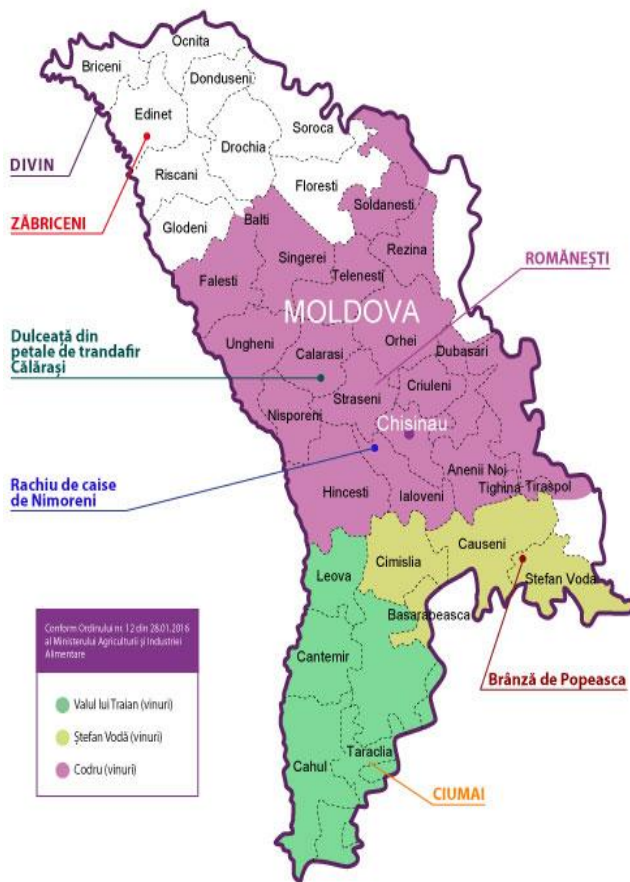 Ocnita
Briceni
Donduseni
Edinet
Soroca
Drochia
DIVIN
Riscani
Floresti
Soldanesti
ZĂBRICENI
Glodeni
Balti
Rezina
Singerei
Telenesti
ROMĂNEȘTI
Falesti
MOLDOVA
Dulceață din
petale de trandafir
Călărași
Ungheni
Orhei
Dubasari
Calarasi
Criuleni
Straseni
Nisporeni
Chisinau
Rachiu de caise
de Nimoreni
Anenii Noj
Hincesti
Ialoveni
Tighina
Tiraspol
Causeni
Cimislia
Leova
Stefan Vodă
Basarabeasca
Conform Ordinului nr. 12 din 28.01.2016
al Ministerului Agriculturii și Industriei
Alimentare
Cantemir
Brânză de Popeasca
Valul lui Traian (vinuri)
Ștefan Vodă (vinuri)
Codru (vinuri)
Taraclia
Cahul
CIUMAI